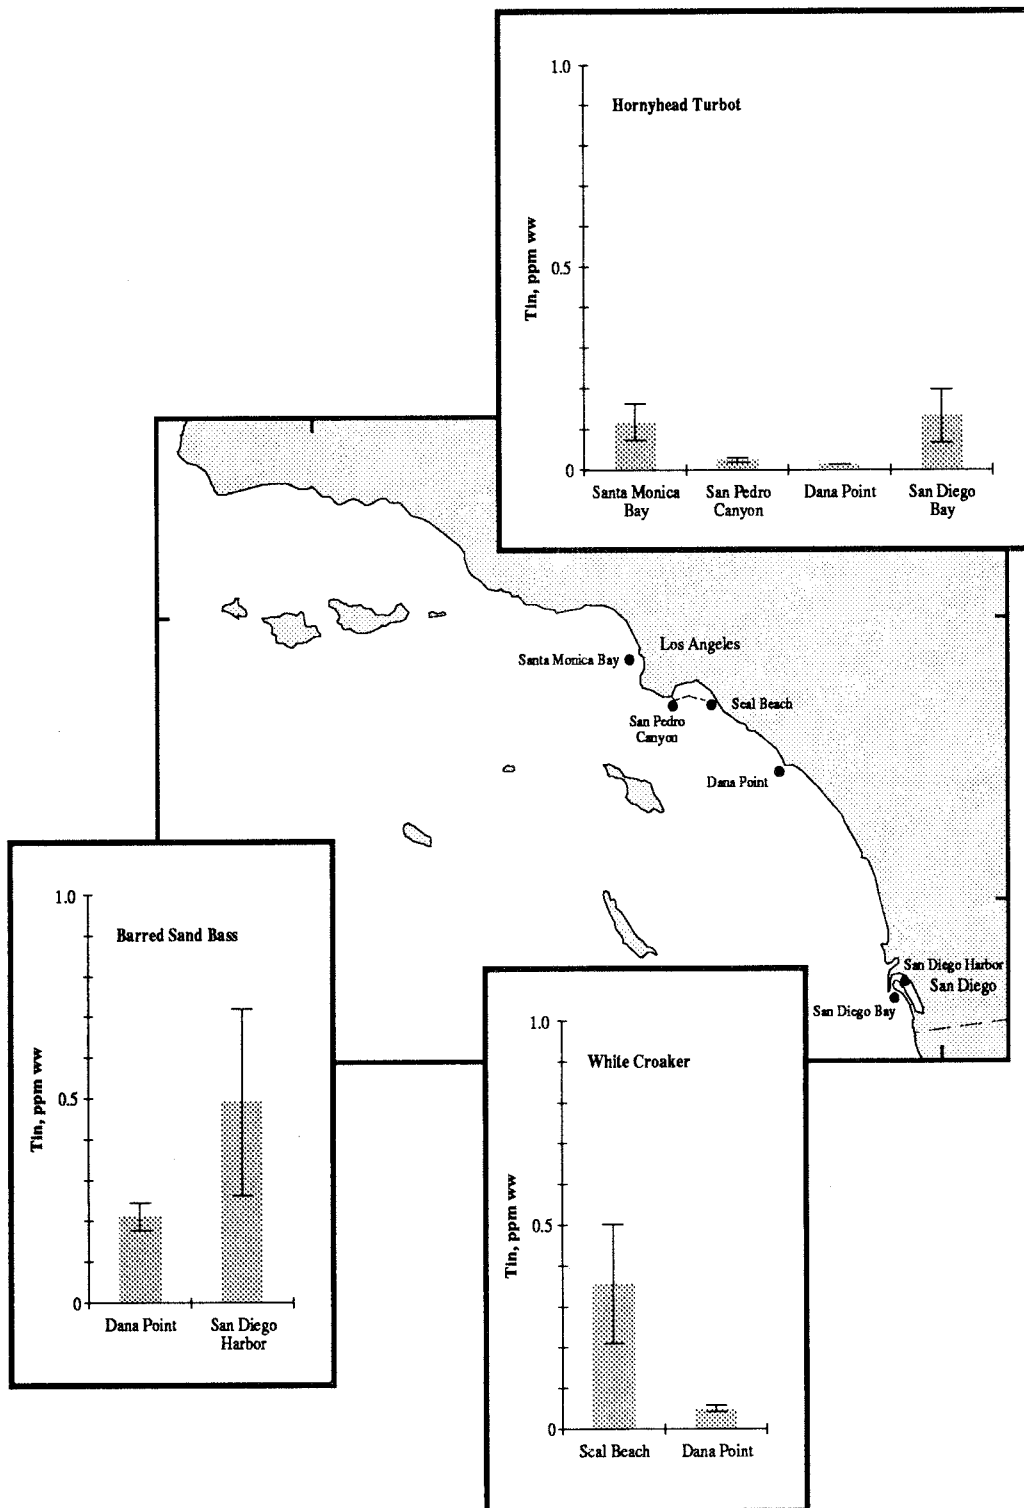 1.0
Hornyhead Turbot
Tin, ppm ww
0.5
0
Santa Monica
Bay
San Pedro
Canyon
Dana Point
San Diego
Bay
Los Angeles
Santa Monica Bay
Seal Beach
San Pedro
Canyon
Dana Point
San Diego Harbor
San Diego
San Diego Bay
1.0
Barred Sand Bass
Tin, ppm ww
0.5
0
Dana Point
San Diego
Harbor
1.0
White Croaker
Tin, ppm ww
0.5
0
Seal Beach
Dana Point